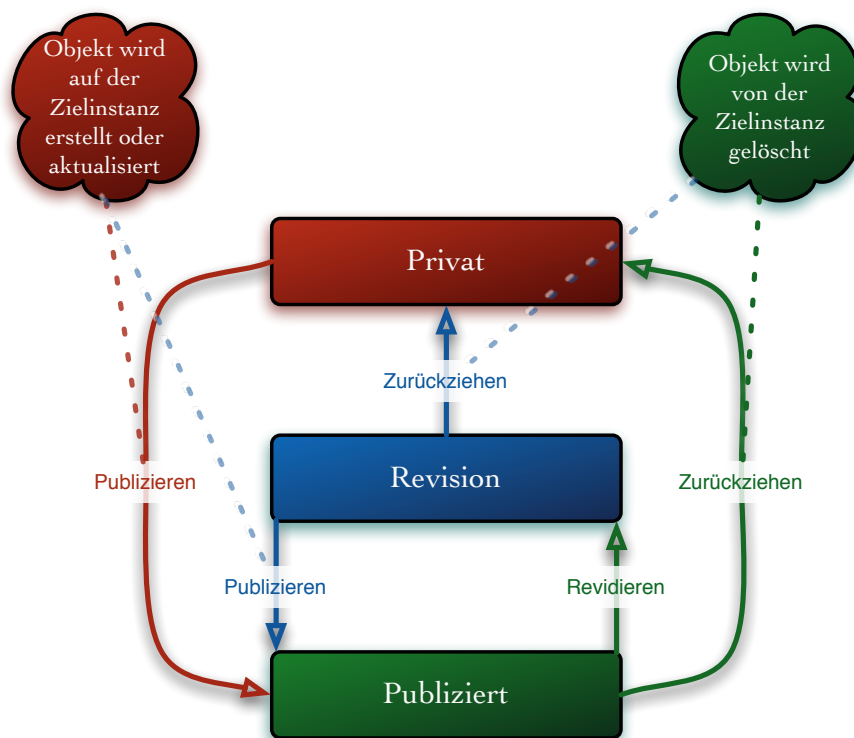 Objekt wird
auf der
Zielinstanz
erstellt oder
aktualisiert
Objekt wird
von der
Zielinstanz
gelöscht
Privat
Zurückziehen
Revision
Publizieren
Zurückziehen
Publizieren
Revidieren
Publiziert